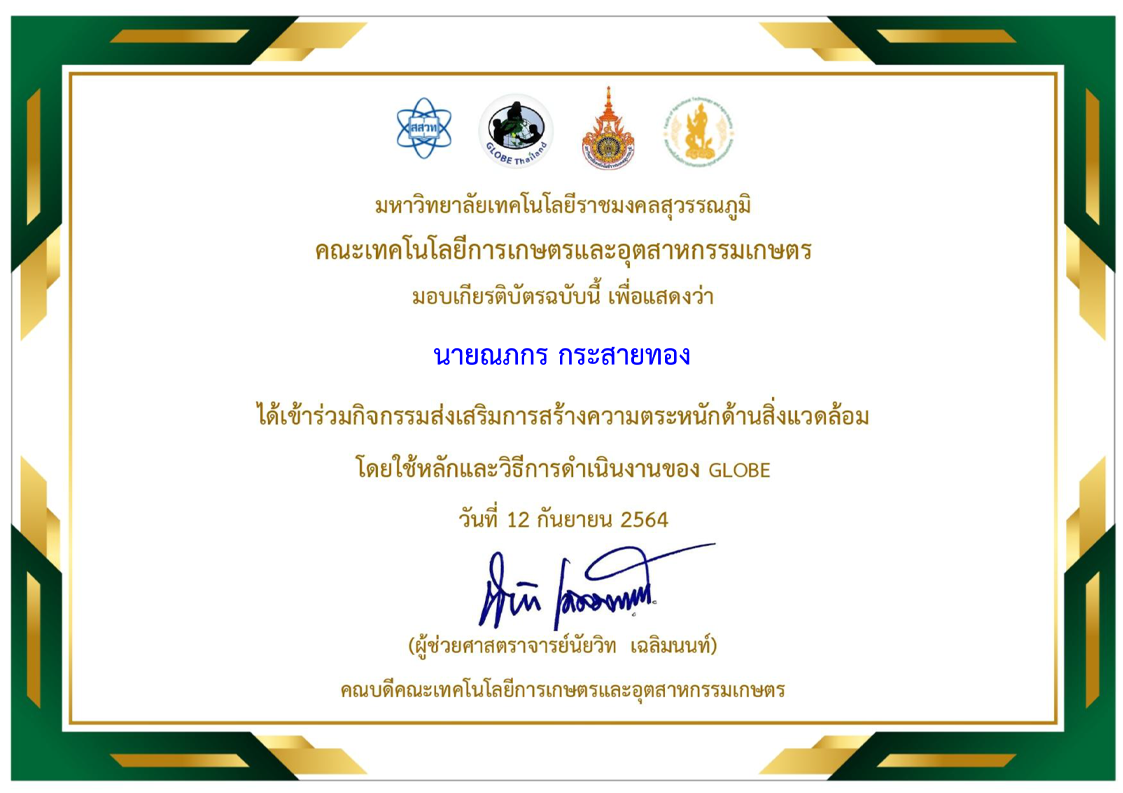 สสวท
GLOBE Thailand
มหาวิทยาลัยเทคโนโลยีราชมงคลสุวรรณภูมิ
คณะเทคโนโลยีการเกษตรและอุตสาหกรรมเกษตร
มอบเกียรติบัตรฉบับนี้ เพื่อแสดงว่า
นายณภกร กระสายทอง
ได้เข้าร่วมกิจกรรมส่งเสริมการสร้างความตระหนักด้านสิ่งแวดล้อม
โดยใช้หลักและวิธีการดำเนินงานของ GLOBE
วันที่ 12 กันยายน 2564
(ผู้ช่วยศาสตราจารย์นัยวิท เฉลิมนนท์)
คณบดีคณะเทคโนโลยีการเกษตรและอุตสาหกรรมเกษตร